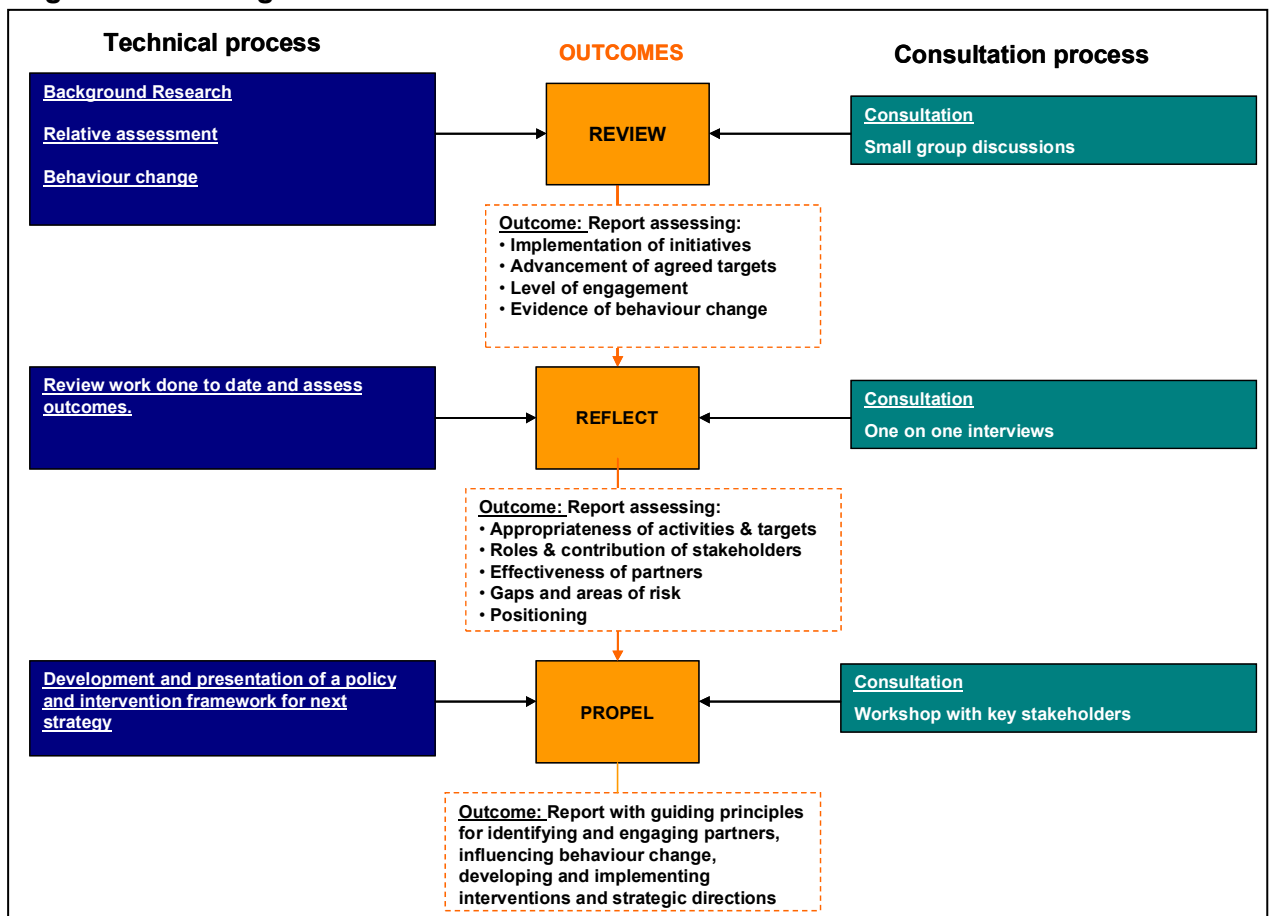 Technical process
OUTCOMES
Consultation process
Background Research
Relative assessment
Behaviour change
REVIEW
Consultation
Small group discussions
Outcome: Report assessing:
• Implementation of initiatives
• Advancement of agreed targets
• Level of engagement
• Evidence of behaviour change
Review work done to date and assess
outcomes.
REFLECT
Consultation
One on one interviews
Outcome: Report assessing:
• Appropriateness of activities & targets
• Roles & contribution of stakeholders
• Effectiveness of partners
• Gaps and areas of risk
• Positioning
Development and presentation of a policy
and intervention framework for next
strategy
PROPEL
Consultation
Workshop with key stakeholders
Outcome: Report with guiding principles
for identifying and engaging partners,
influencing behaviour change,
developing and implementing
interventions and strategic directions